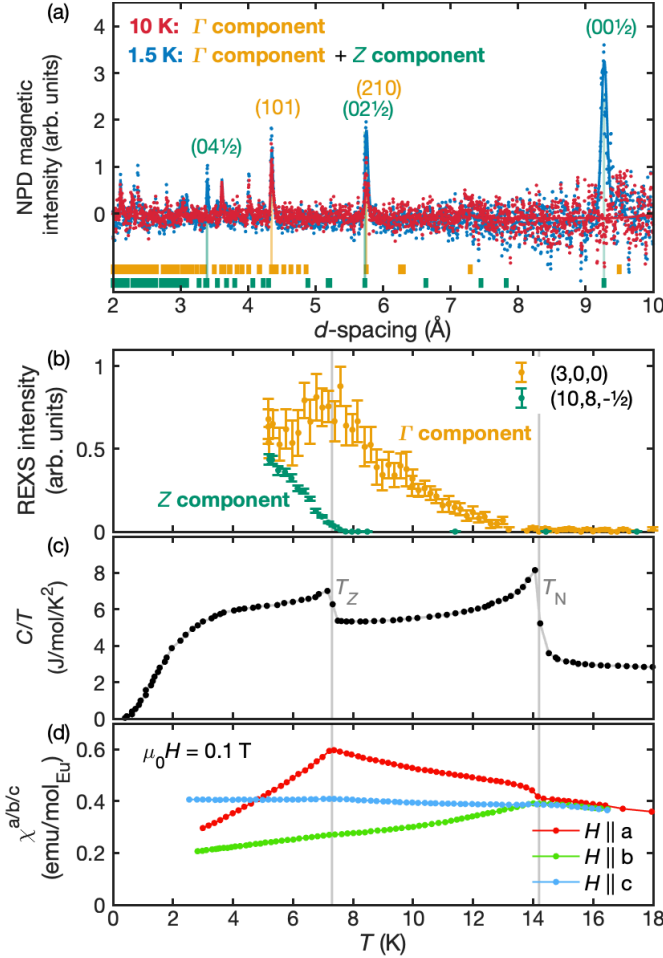 (a)
10 K: Γ component
1.5 K: Γ component + Z component
(00½)
(210)
(02½)
(101)
(04½)
NPD magnetic
intensity (arb. units)
4
3
2
1
0
2 3 4 5 6 7 8 9 10
d-spacing (Å)
(b)
REXS intensity
(arb. units)
1
0.5
0
(3,0,0)
(10,8,-½)
Γ component
Z component
(c)
C/T
(J/mol/K²)
8
6
4
2
0
T_Z
T_N
(d)
μ₀H = 0.1 T
χ^a/b/c
(emu/mol_Eu)
0.6
0.4
0.2
0
H || a
H || b
H || c
0 2 4 6 8 10 12 14 16 18
T (K)